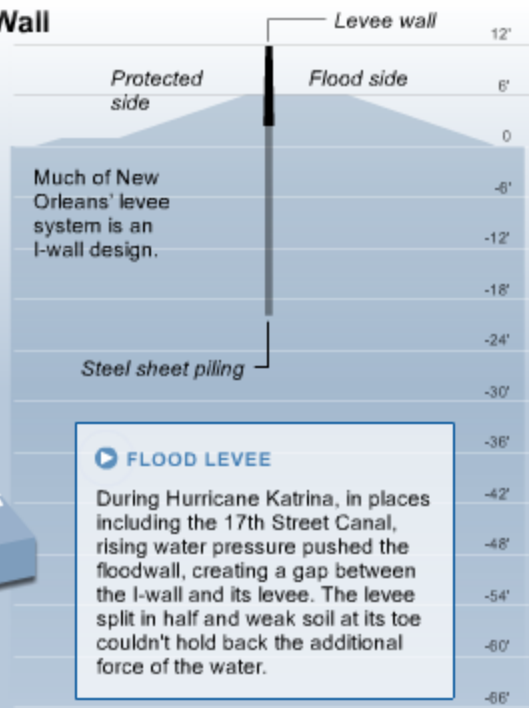 Wall
Levee wall
12'
Protected
side
Flood side
6'
0
Much of New
Orleans' levee
system is an
I-wall design.
-6'
-12'
-18'
-24'
Steel sheet piling
-30'
-36'
FLOOD LEVEE
-42'
During Hurricane Katrina, in places
including the 17th Street Canal,
rising water pressure pushed the
floodwall, creating a gap between
the I-wall and its levee. The levee
split in half and weak soil at its toe
couldn't hold back the additional
force of the water.
-48'
-54'
-60'
-66'